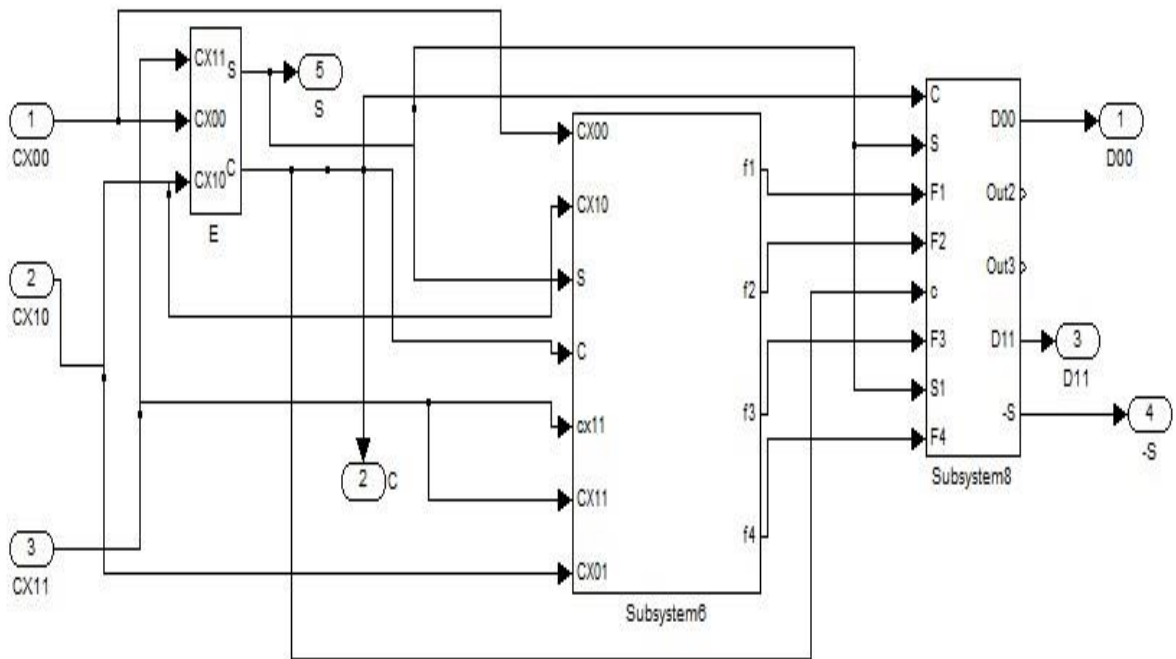 1
CX00
2
CX10
3
CX11
CX11
CX00
CX10
S
C
E
5
S
2
C
CX00
CX10
S
C
cx11
CX11
CX01
f1
f2
f3
f4
Subsystem6
C
S
F1
F2
c
F3
S1
F4
D00
Out2
Out3
D11
-S
Subsystem8
1
D00
3
D11
4
-S